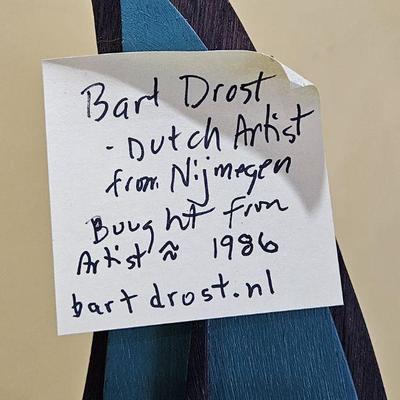 Bart Drost
- Dutch Artist
from Nijmegen
Bought from
Artist ≈ 1986
bartdrost.nl